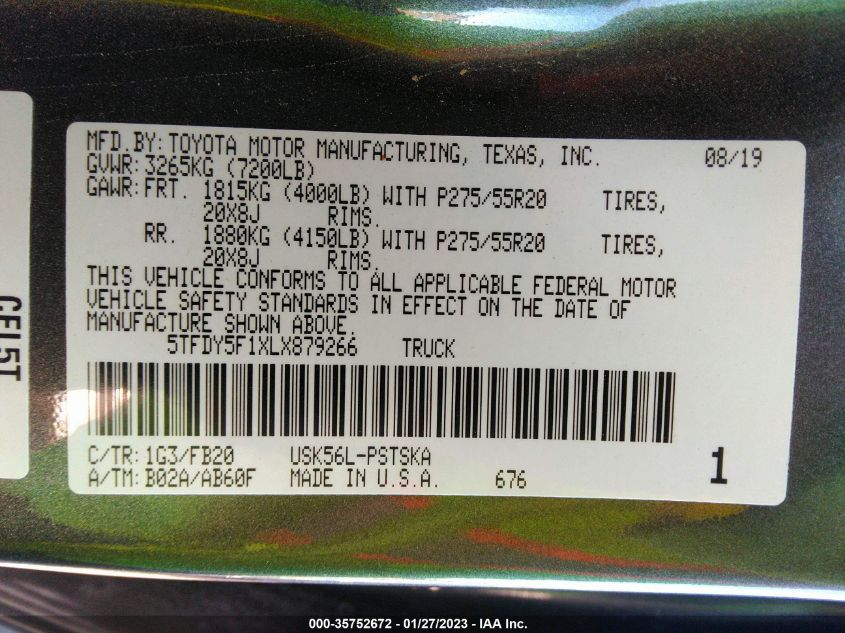 MFD.BY: TOYOTA MOTOR MANUFACTURING, TEXAS, INC. 08/19
GVWR: 3265KG (7200LB)
GAWR: FRT. 1815KG (4000LB) WITH P275/55R20 TIRES,
20X8J RIMS.
RR. 1880KG (4150LB) WITH P275/55R20 TIRES,
20X8J RIMS.
THIS VEHICLE CONFORMS TO ALL APPLICABLE FEDERAL MOTOR
VEHICLE SAFETY STANDARDS IN EFFECT ON THE DATE OF
MANUFACTURE SHOWN ABOVE.
5TFDY5F1XLX879266 TRUCK
C/TR: 1G3/FB20 USK56L-PSTSKA
A/TM: B02A/AB60F MADE IN U.S.A. 676 1
000-35752672 - 01/27/2023 - IAA Inc.